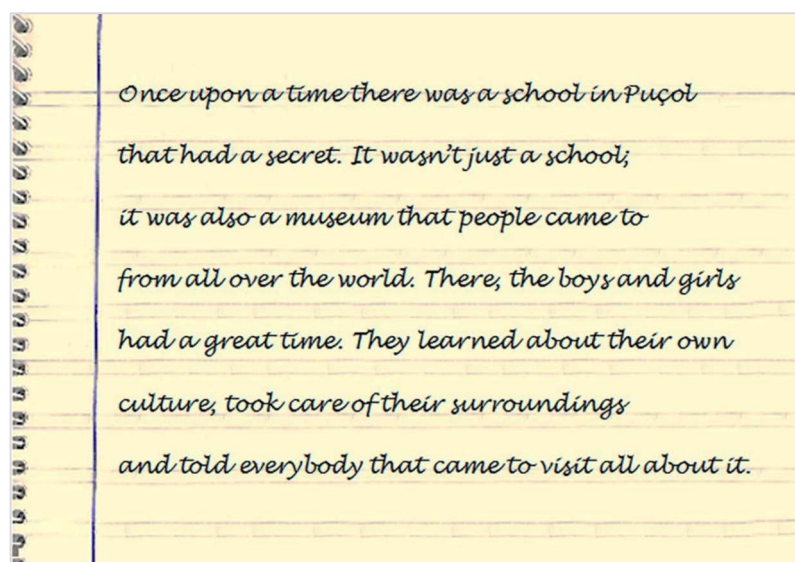 Once upon a time there was a school in Puçol
that had a secret. It wasn't just a school;
it was also a museum that people came to
from all over the world. There, the boys and girls
had a great time. They learned about their own
culture, took care of their surroundings
and told everybody that came to visit all about it.